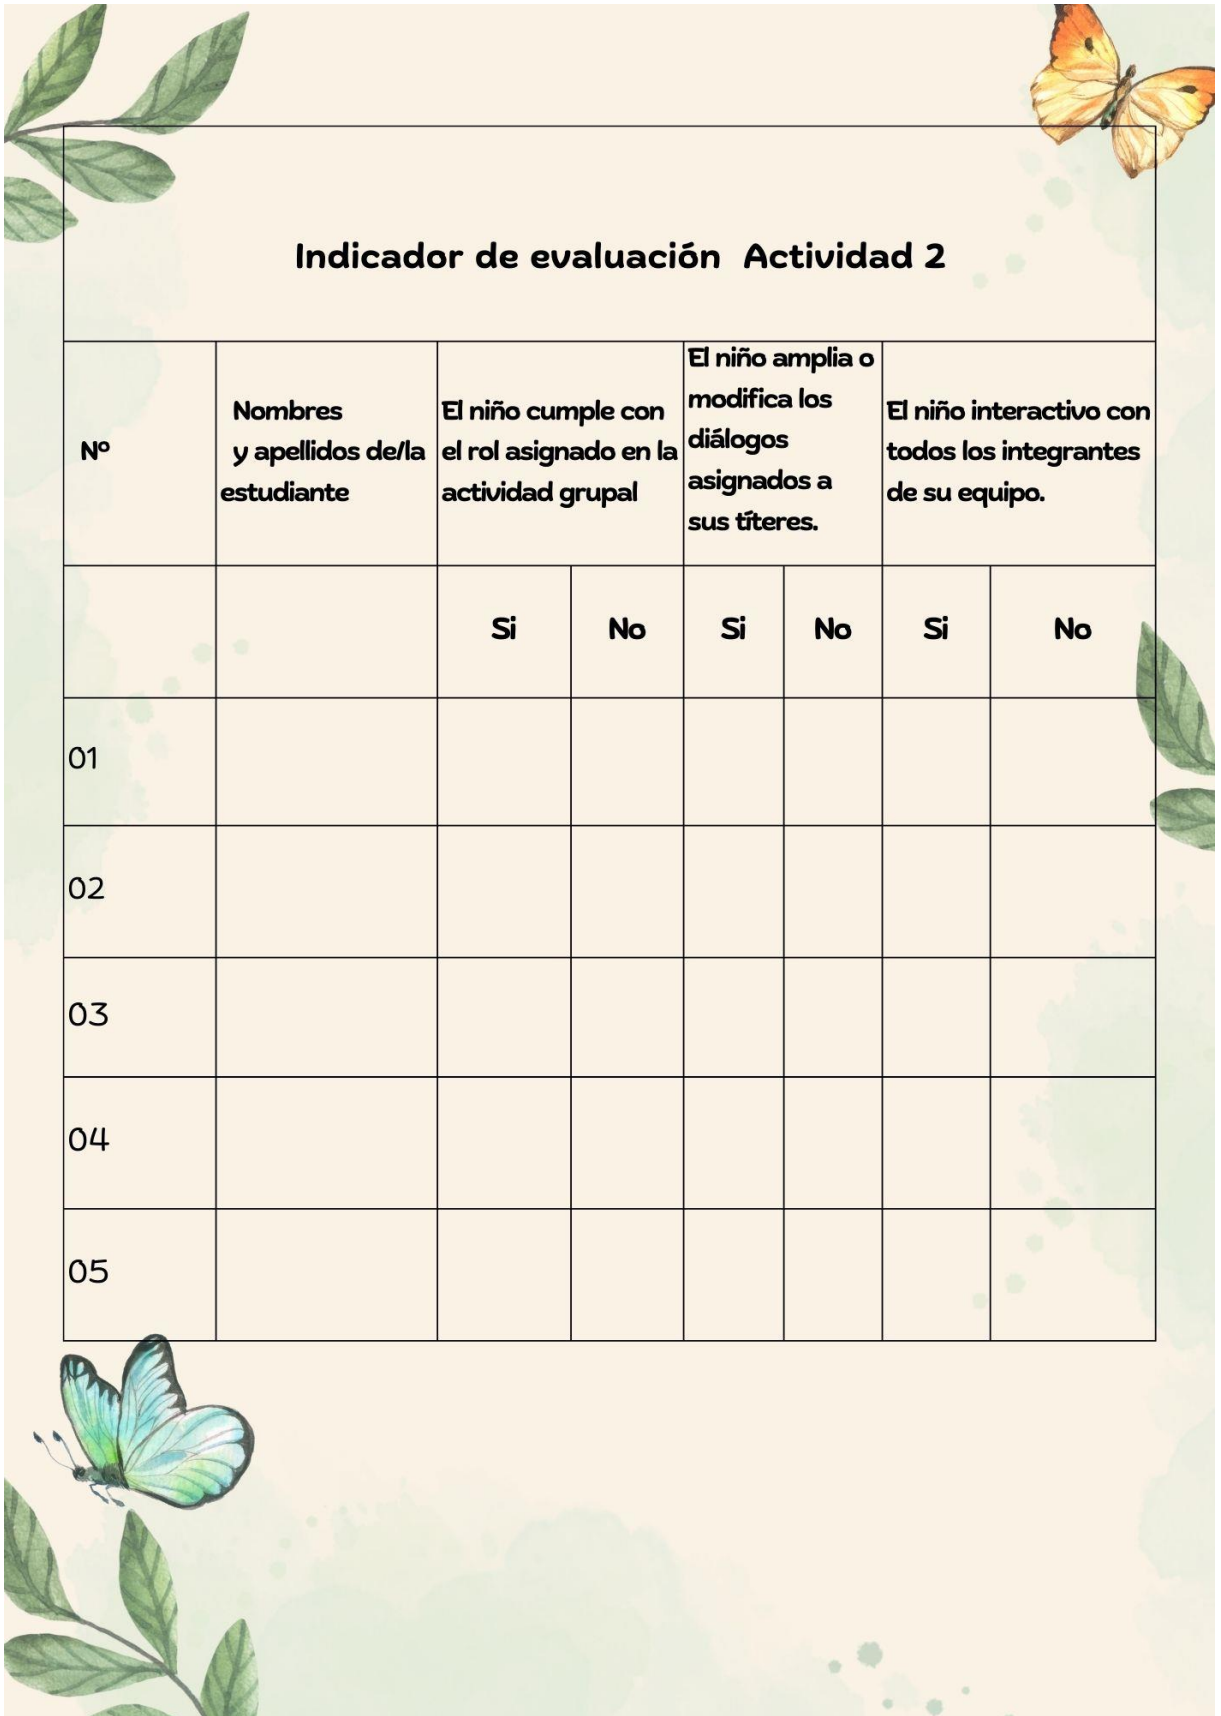 Indicador de evaluación  Actividad 2
Nº
Nombres
y apellidos de/la
estudiante
El niño cumple con
el rol asignado en la
actividad grupal
El niño amplia o
modifica los
diálogos
asignados a
sus títeres.
El niño interactivo con
todos los integrantes
de su equipo.
Si No Si No Si No
01
02
03
04
05